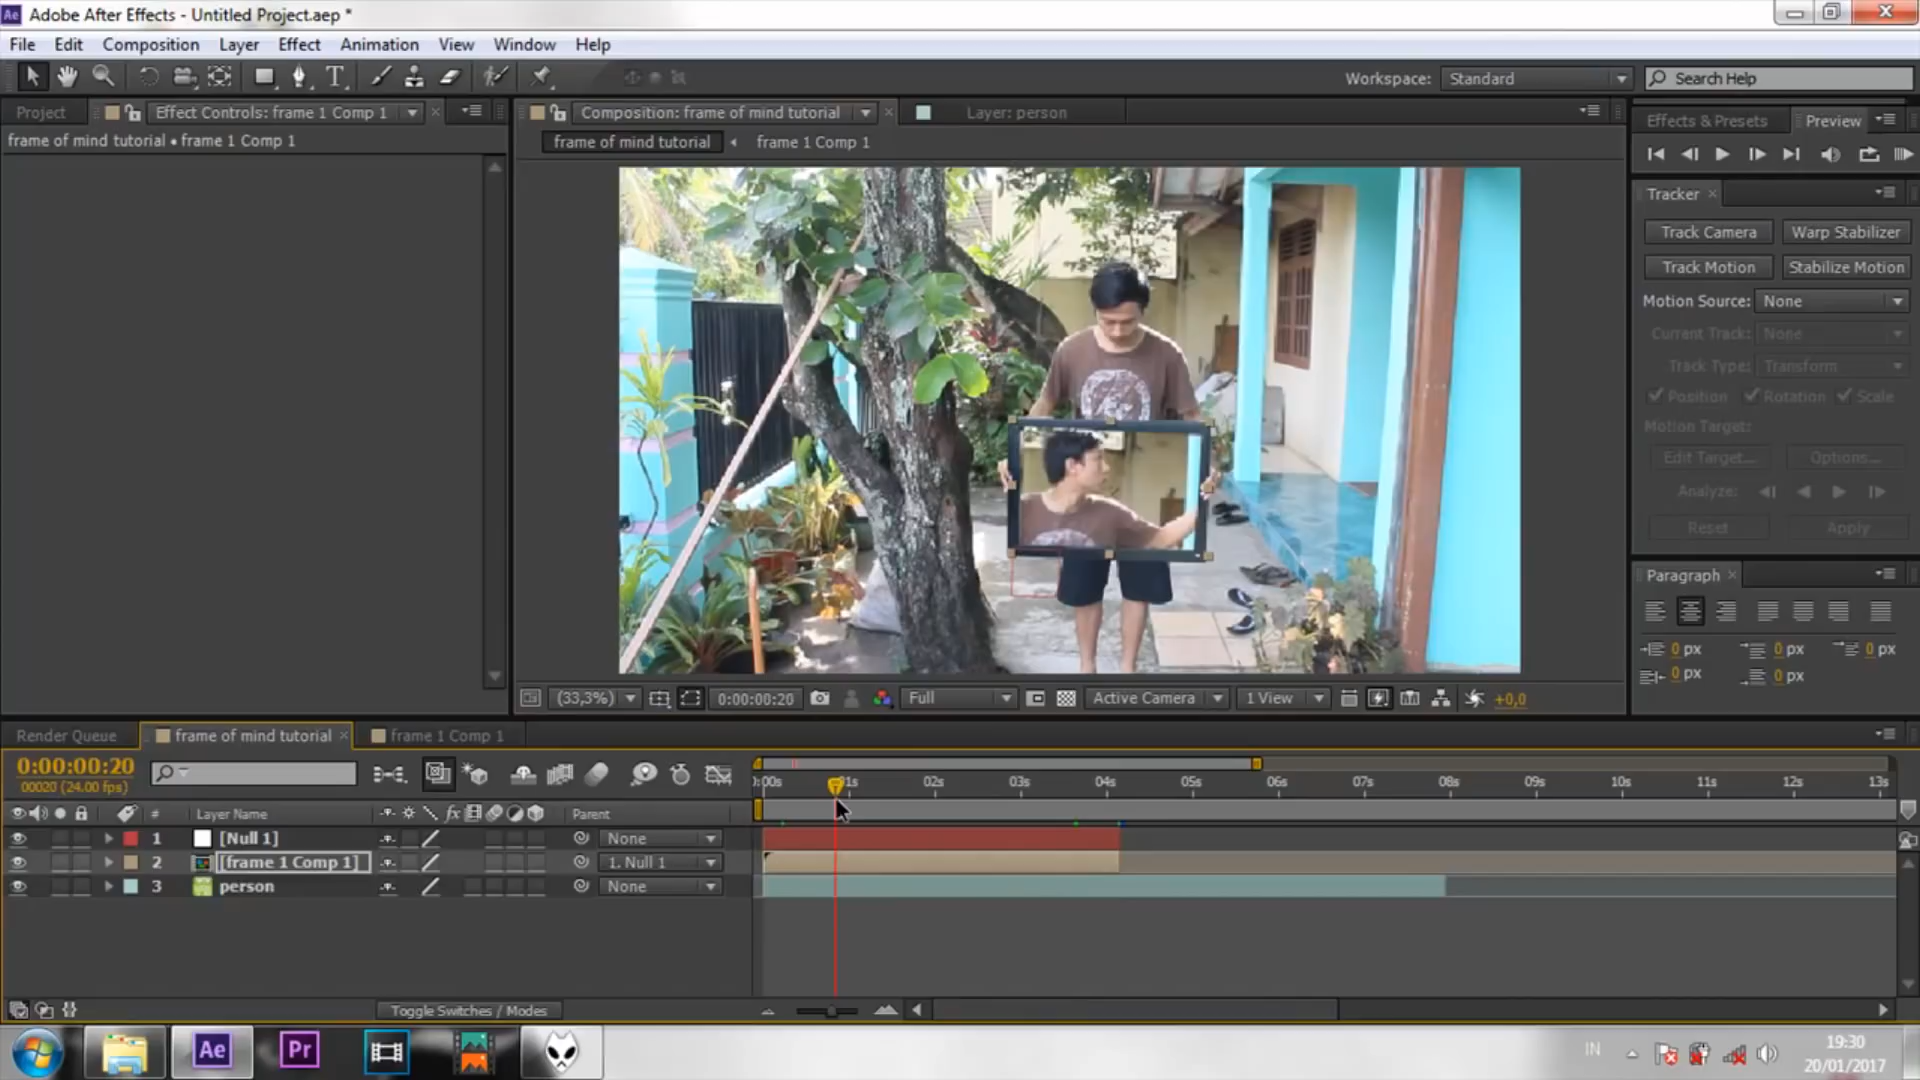 Adobe After Effects - Untitled Project.aep *
File Edit Composition Layer Effect Animation View Window Help
Workspace: Standard Search Help
Project Effect Controls: frame 1 Comp 1
frame of mind tutorial • frame 1 Comp 1
Composition: frame of mind tutorial Layer: person
frame of mind tutorial frame 1 Comp 1
Effects & Presets Preview
Tracker
Track Camera Warp Stabilizer
Track Motion Stabilize Motion
Motion Source: None
Current Track: None
Track Type: Transform
Position Rotation Scale
Motion Target:
Edit Target... Options...
Analyze:
Reset Apply
Paragraph
0 px 0 px 0 px
0 px 0 px
(33,3%) 0:00:00:20 Full Active Camera 1 View +0,0
Render Queue frame of mind tutorial frame 1 Comp 1
0:00:00:20
00020 (24.00 fps)
:00s 01s 02s 03s 04s 05s 06s 07s 08s 09s 10s 11s 12s 13s
# Layer Name fx Parent
1 [Null 1] None
2 [frame 1 Comp 1] 1. Null 1
3 person None
Toggle Switches / Modes
Ae Pr
IN
19:30
20/01/2017